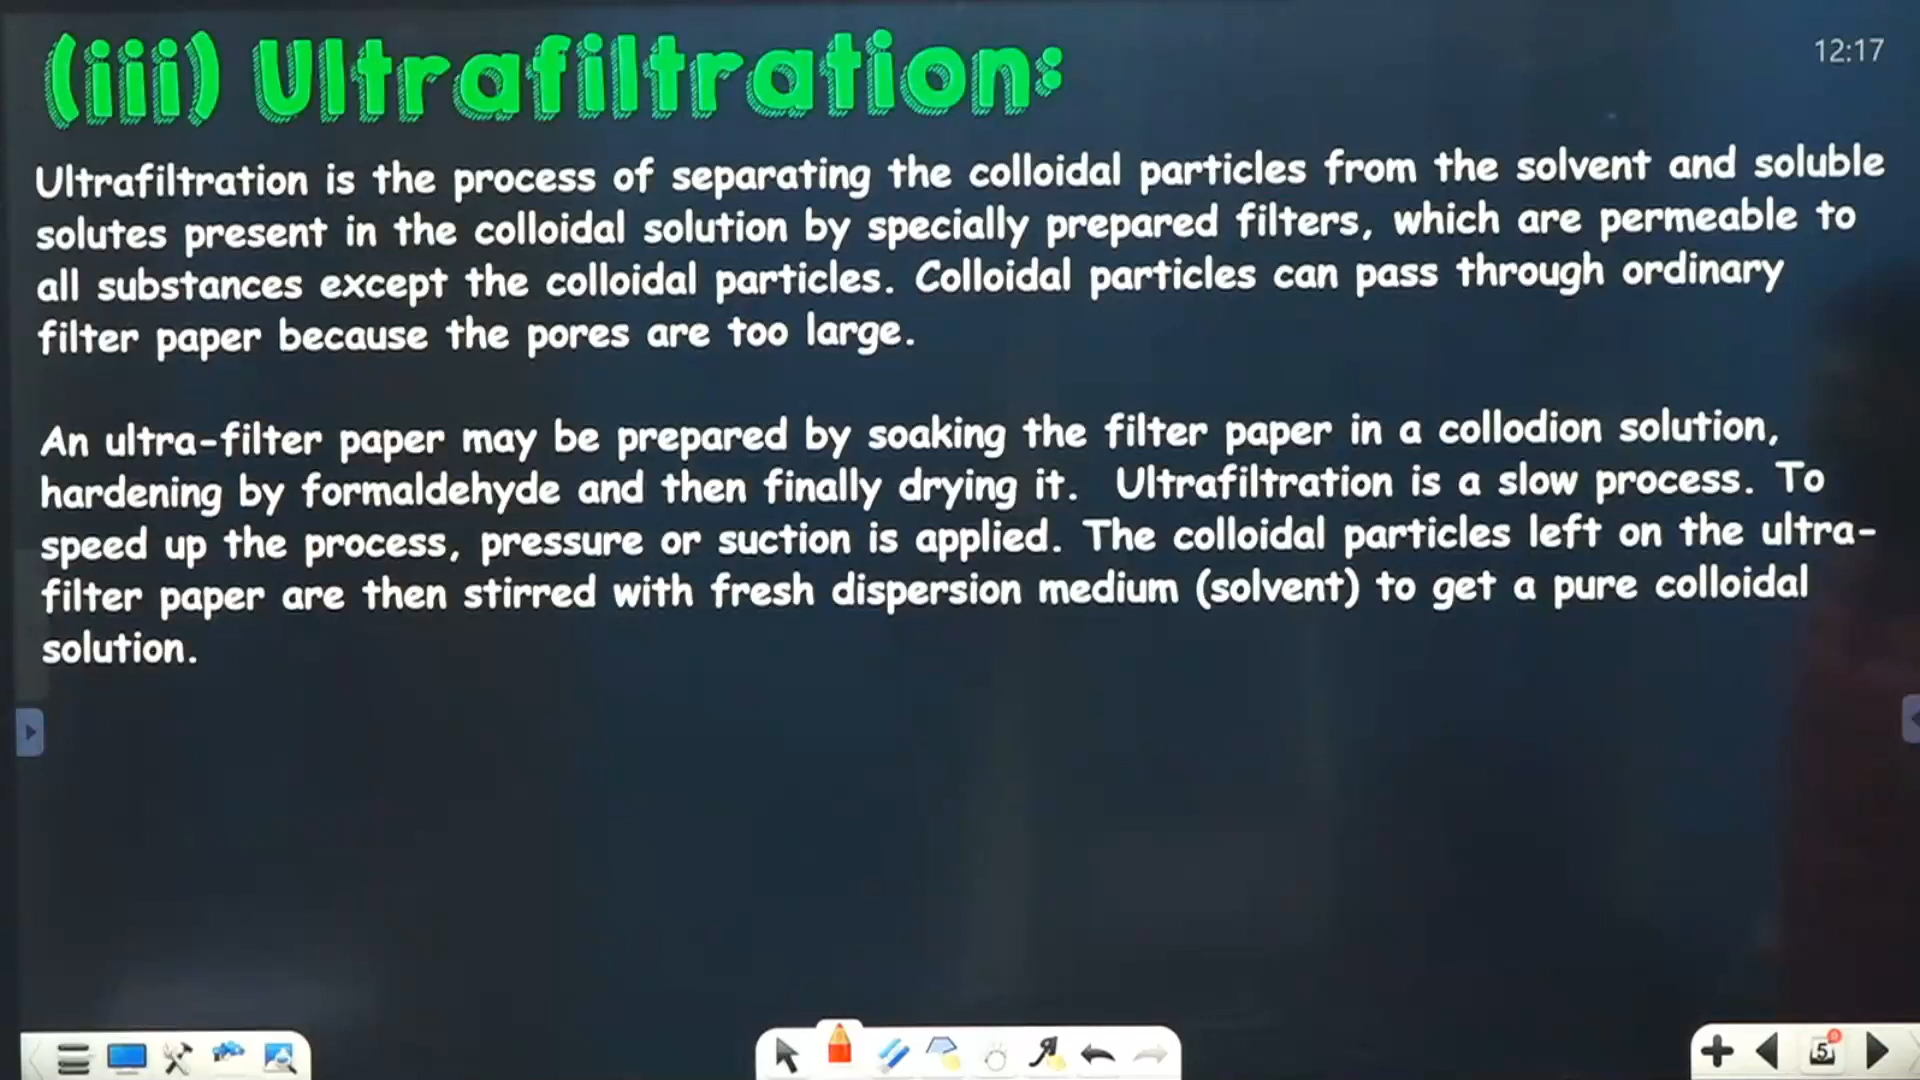 (iii) Ultrafiltration:
12:17
Ultrafiltration is the process of separating the colloidal particles from the solvent and soluble
solutes present in the colloidal solution by specially prepared filters, which are permeable to
all substances except the colloidal particles. Colloidal particles can pass through ordinary
filter paper because the pores are too large.
An ultra-filter paper may be prepared by soaking the filter paper in a collodion solution,
hardening by formaldehyde and then finally drying it. Ultrafiltration is a slow process. To
speed up the process, pressure or suction is applied. The colloidal particles left on the ultra-
filter paper are then stirred with fresh dispersion medium (solvent) to get a pure colloidal
solution.
5